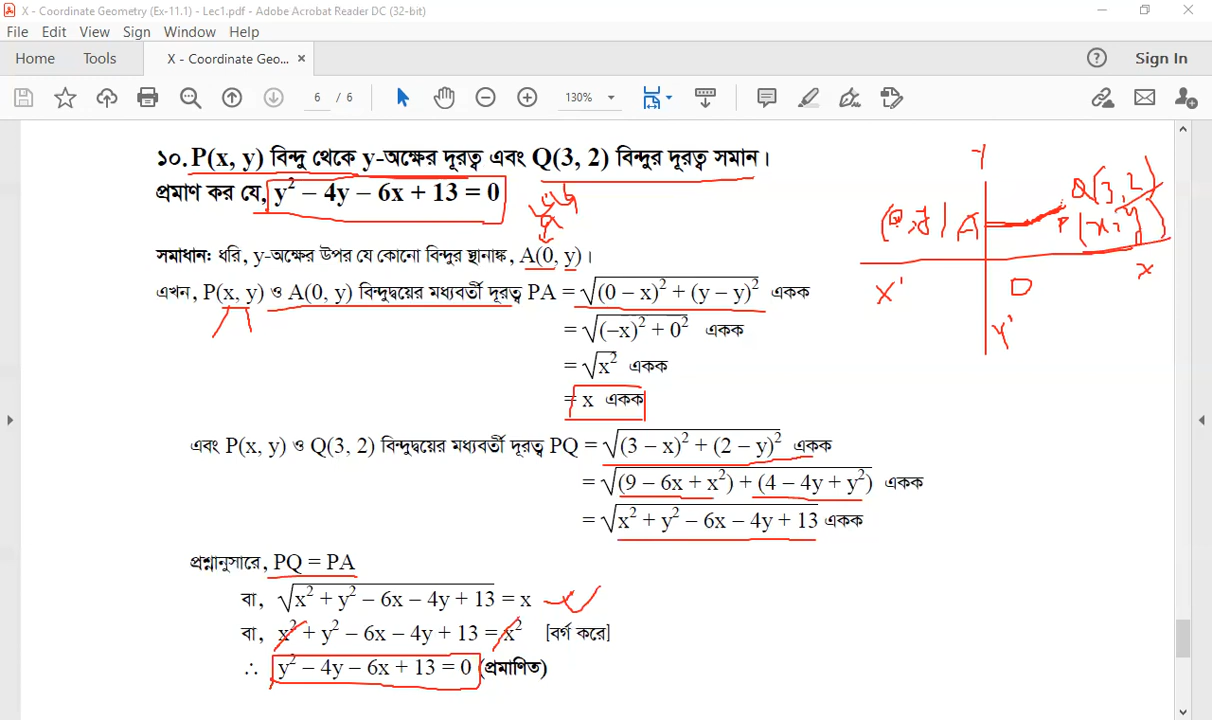 X - Coordinate Geometry (Ex-11.1) - Lec1.pdf - Adobe Acrobat Reader DC (32-bit)
File Edit View Sign Window Help
Home Tools X - Coordinate Geo... × Sign In
6 / 6 130%
১০. P(x, y) বিন্দু থেকে y-অক্ষের দূরত্ব এবং Q(3, 2) বিন্দুর দূরত্ব সমান।
প্রমাণ কর যে, y² − 4y − 6x + 13 = 0
সমাধান: ধরি, y-অক্ষের উপর যে কোনো বিন্দুর স্থানাঙ্ক, A(0, y)।
এখন, P(x, y) ও A(0, y) বিন্দুদ্বয়ের মধ্যবর্তী দূরত্ব PA = √(0 − x)² + (y − y)² একক
= √(−x)² + 0² একক
= √x² একক
= x একক
এবং P(x, y) ও Q(3, 2) বিন্দুদ্বয়ের মধ্যবর্তী দূরত্ব PQ = √(3 − x)² + (2 − y)² একক
= √(9 − 6x + x²) + (4 − 4y + y²) একক
= √x² + y² − 6x − 4y + 13 একক
প্রশ্নানুসারে, PQ = PA
বা, √x² + y² − 6x − 4y + 13 = x
বা, x² + y² − 6x − 4y + 13 = x² [বর্গ করে]
∴ y² − 4y − 6x + 13 = 0 (প্রমাণিত)
Q(3, 2)
A
P(x, y)
X
X'
O
Y'